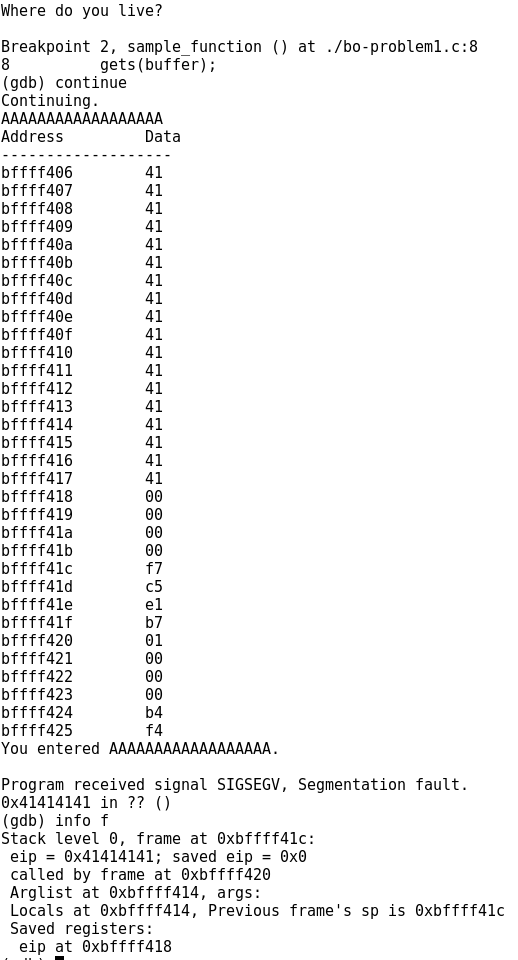 Where do you live?
Breakpoint 2, sample_function () at ./bo-problem1.c:8
8          gets(buffer);
(gdb) continue
Continuing.
AAAAAAAAAAAAAAAAAA
Address         Data
-------------------
bffff406        41
bffff407        41
bffff408        41
bffff409        41
bffff40a        41
bffff40b        41
bffff40c        41
bffff40d        41
bffff40e        41
bffff40f        41
bffff410        41
bffff411        41
bffff412        41
bffff413        41
bffff414        41
bffff415        41
bffff416        41
bffff417        41
bffff418        00
bffff419        00
bffff41a        00
bffff41b        00
bffff41c        f7
bffff41d        c5
bffff41e        e1
bffff41f        b7
bffff420        01
bffff421        00
bffff422        00
bffff423        00
bffff424        b4
bffff425        f4
You entered AAAAAAAAAAAAAAAAAA.
Program received signal SIGSEGV, Segmentation fault.
0x41414141 in ?? ()
(gdb) info f
Stack level 0, frame at 0xbffff41c:
 eip = 0x41414141; saved eip = 0x0
 called by frame at 0xbffff420
 Arglist at 0xbffff414, args:
 Locals at 0xbffff414, Previous frame's sp is 0xbffff41c
 Saved registers:
  eip at 0xbffff418
(gdb)